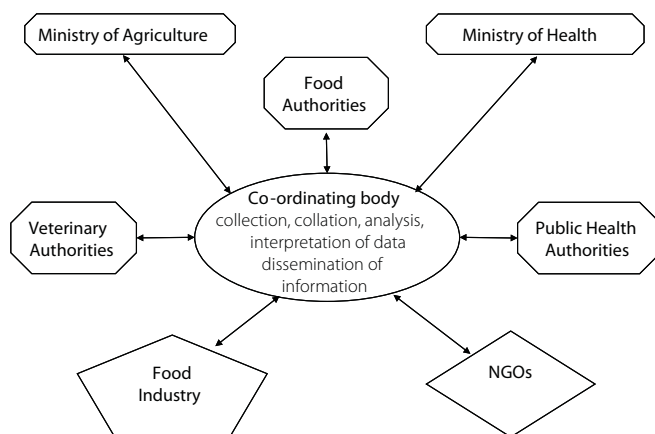 Ministry of Agriculture
Ministry of Health
Food
Authorities
Co-ordinating body
collection, collation, analysis,
interpretation of data
dissemination of
information
Veterinary
Authorities
Public Health
Authorities
Food
Industry
NGOs